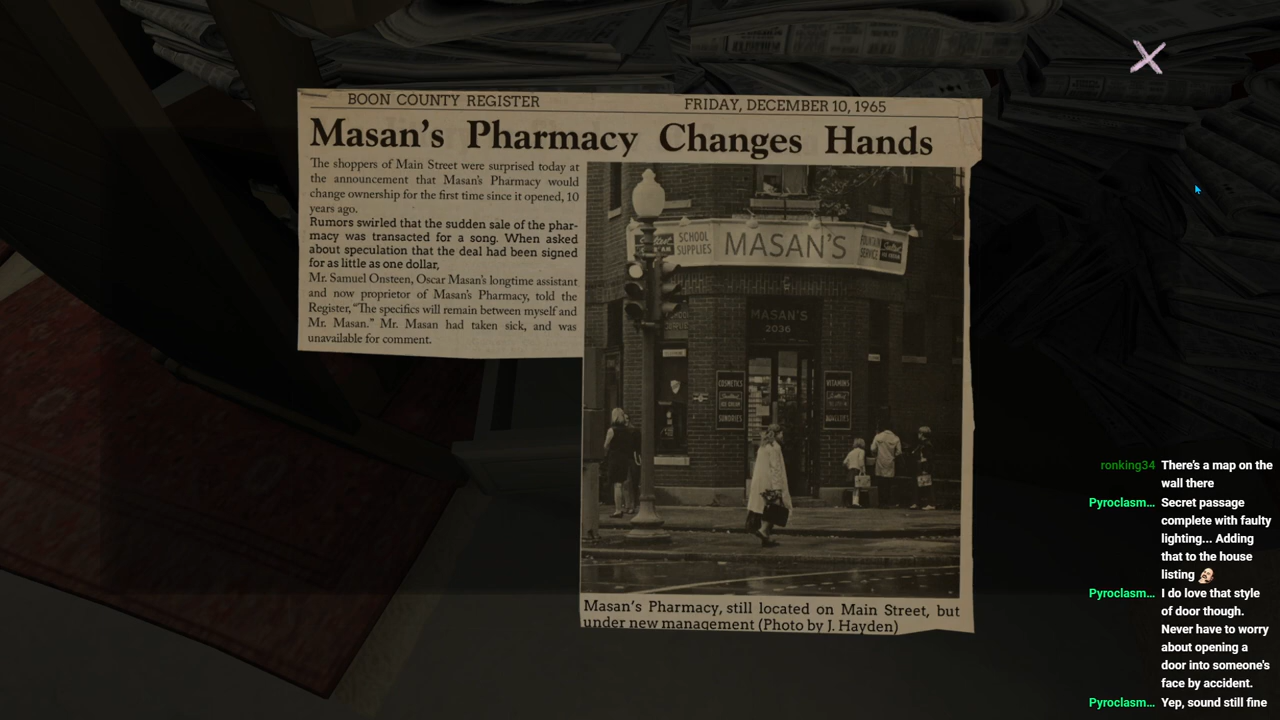 BOON COUNTY REGISTER
FRIDAY, DECEMBER 10, 1965
Masan's Pharmacy Changes Hands
The shoppers of Main Street were surprised today at
the announcement that Masan's Pharmacy would
change ownership for the first time since it opened, 10
years ago.
Rumors swirled that the sudden sale of the phar-
macy was transacted for a song. When asked
about speculation that the deal had been signed
for as little as one dollar,
Mr. Samuel Onsteen, Oscar Masan's longtime assistant
and now proprietor of Masan's Pharmacy, told the
Register, "The specifics will remain between myself and
Mr. Masan." Mr. Masan had taken sick, and was
unavailable for comment.
SCHOOL
SUPPLIES
MASAN'S
FOUNTAIN
SERVICE
MASAN'S
2036
COSMETICS
SUNDRIES
VITAMINS
Masan's Pharmacy, still located on Main Street, but
under new management (Photo by J. Hayden)
ronking34 There's a map on the
wall there
Pyroclasm... Secret passage
complete with faulty
lighting... Adding
that to the house
listing
Pyroclasm... I do love that style
of door though.
Never have to worry
about opening a
door into someone's
face by accident.
Pyroclasm... Yep, sound still fine